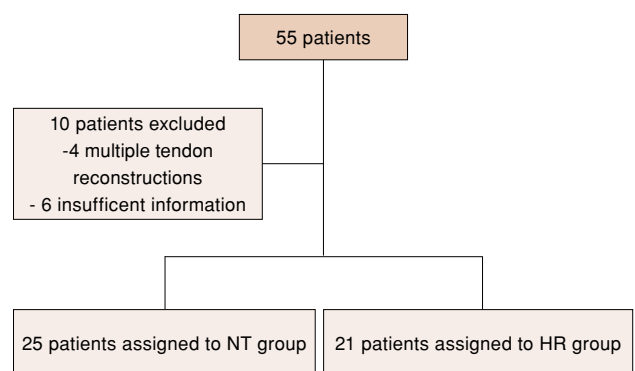 55 patients
10 patients excluded
-4 multiple tendon
reconstructions
- 6 insufficent information
25 patients assigned to NT group
21 patients assigned to HR group